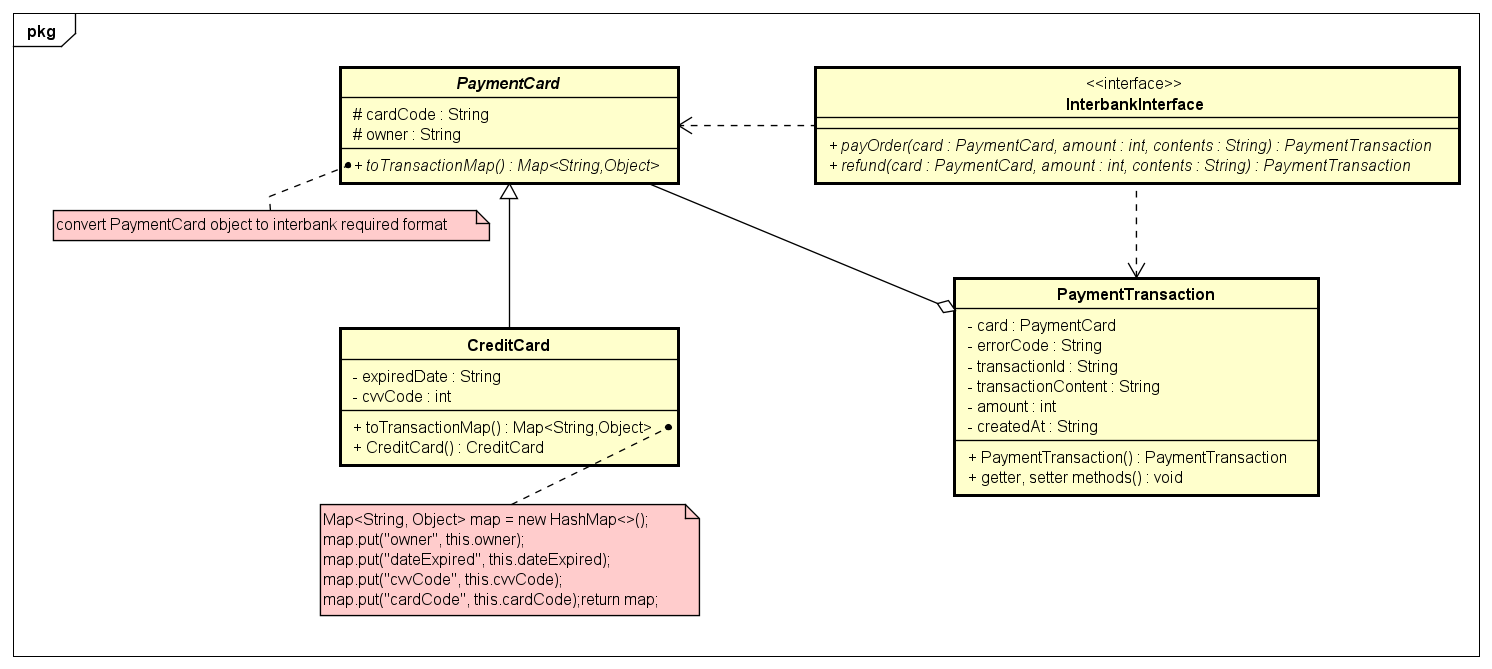 pkg
PaymentCard
# cardCode : String
# owner : String
+ toTransactionMap() : Map<String,Object>
<<interface>>
InterbankInterface
+ payOrder(card : PaymentCard, amount : int, contents : String) : PaymentTransaction
+ refund(card : PaymentCard, amount : int, contents : String) : PaymentTransaction
convert PaymentCard object to interbank required format
PaymentTransaction
- card : PaymentCard
- errorCode : String
- transactionId : String
- transactionContent : String
- amount : int
- createdAt : String
+ PaymentTransaction() : PaymentTransaction
+ getter, setter methods() : void
CreditCard
- expiredDate : String
- cvvCode : int
+ toTransactionMap() : Map<String,Object>
+ CreditCard() : CreditCard
Map<String, Object> map = new HashMap<>();
map.put("owner", this.owner);
map.put("dateExpired", this.dateExpired);
map.put("cvvCode", this.cvvCode);
map.put("cardCode", this.cardCode);return map;